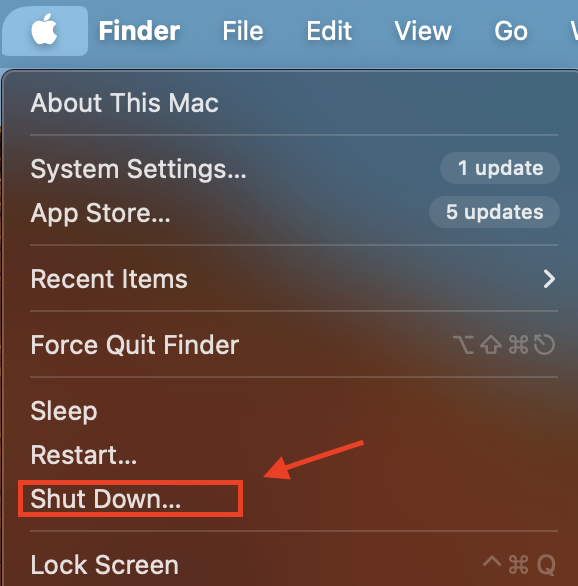 Finder File Edit View Go
About This Mac
System Settings... 1 update
App Store... 5 updates
Recent Items
Force Quit Finder ⌥⇧⌘⎋
Sleep
Restart...
Shut Down...
Lock Screen ^⌘Q